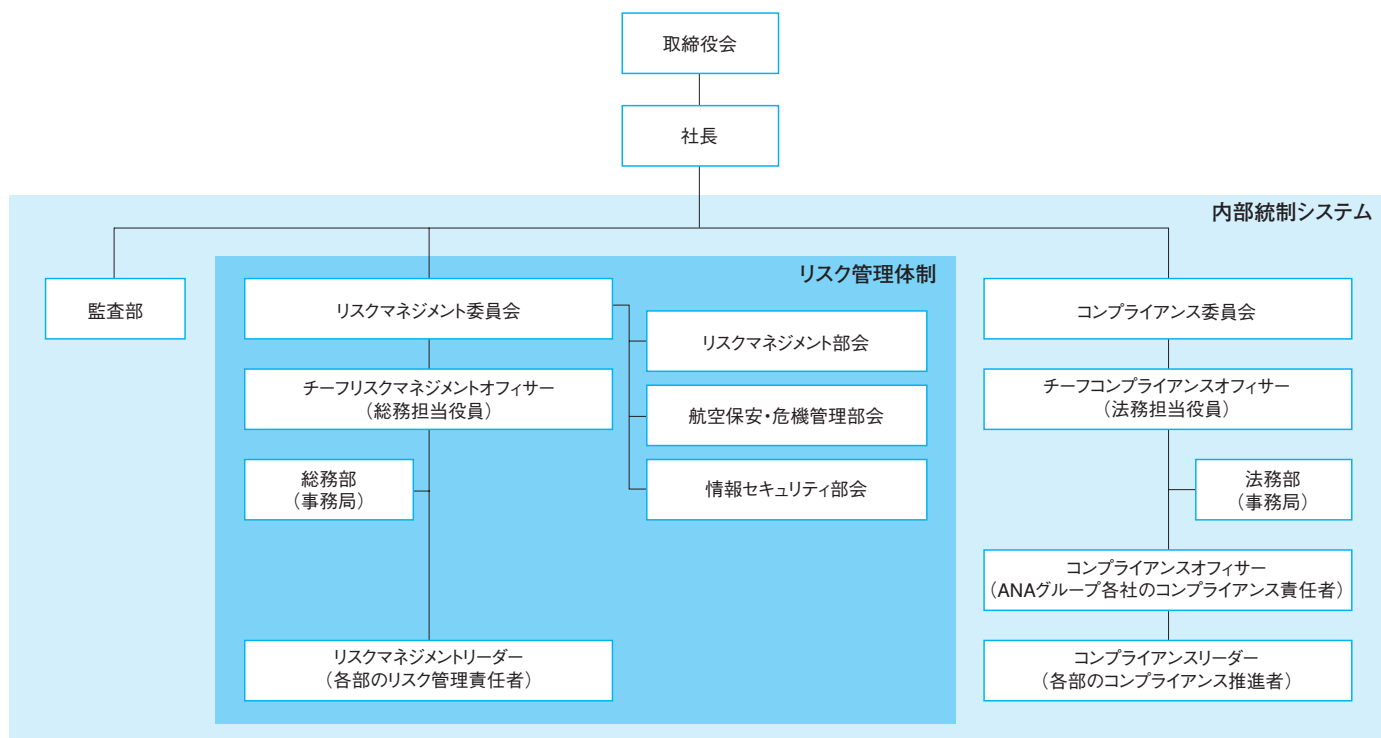 取締役会
社長
内部統制システム
監査部
リスク管理体制
リスクマネジメント委員会
リスクマネジメント部会
航空保安・危機管理部会
情報セキュリティ部会
チーフリスクマネジメントオフィサー
（総務担当役員）
総務部
（事務局）
リスクマネジメントリーダー
（各部のリスク管理責任者）
コンプライアンス委員会
チーフコンプライアンスオフィサー
（法務担当役員）
法務部
（事務局）
コンプライアンスオフィサー
（ANAグループ各社のコンプライアンス責任者）
コンプライアンスリーダー
（各部のコンプライアンス推進者）